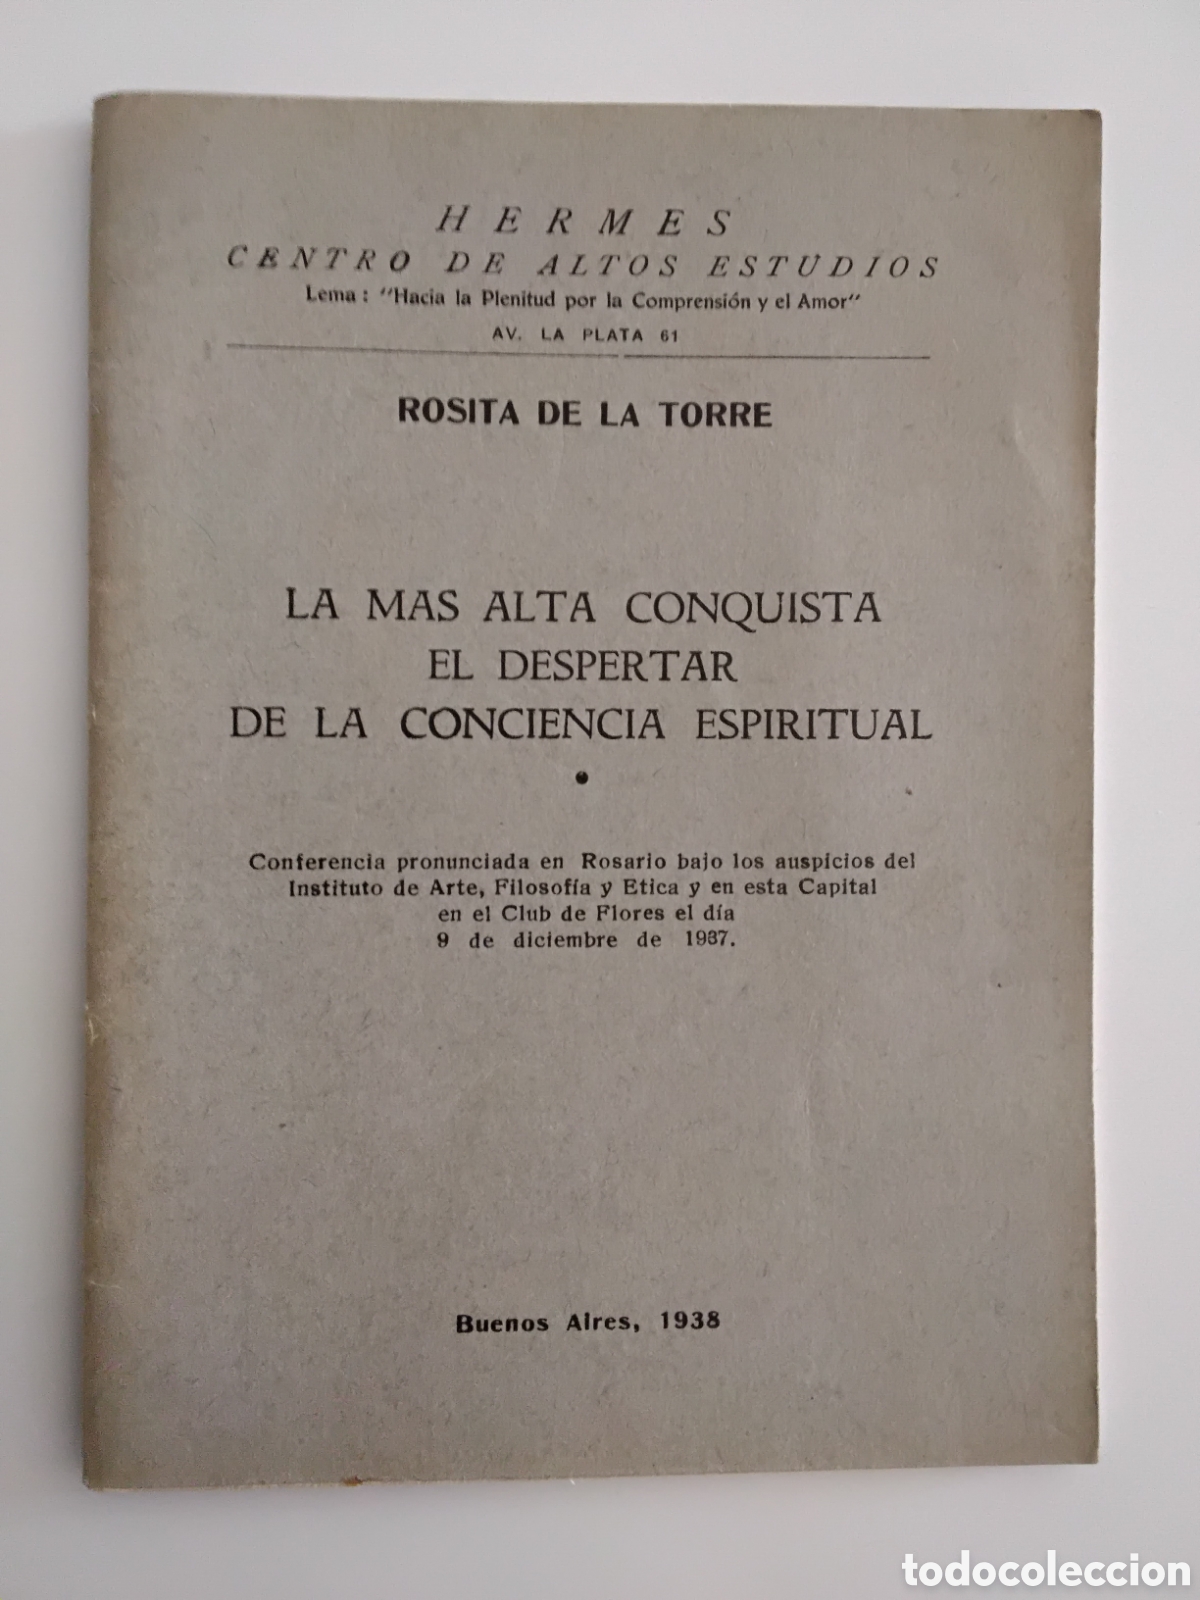 HERMES
CENTRO DE ALTOS ESTUDIOS
Lema: "Hacia la Plenitud por la Comprensión y el Amor"
AV. LA PLATA 61
ROSITA DE LA TORRE
LA MAS ALTA CONQUISTA
EL DESPERTAR
DE LA CONCIENCIA ESPIRITUAL
Conferencia pronunciada en Rosario bajo los auspicios del
Instituto de Arte, Filosofía y Etica y en esta Capital
en el Club de Flores el día
9 de diciembre de 1937.
Buenos Aires, 1938
todocoleccion